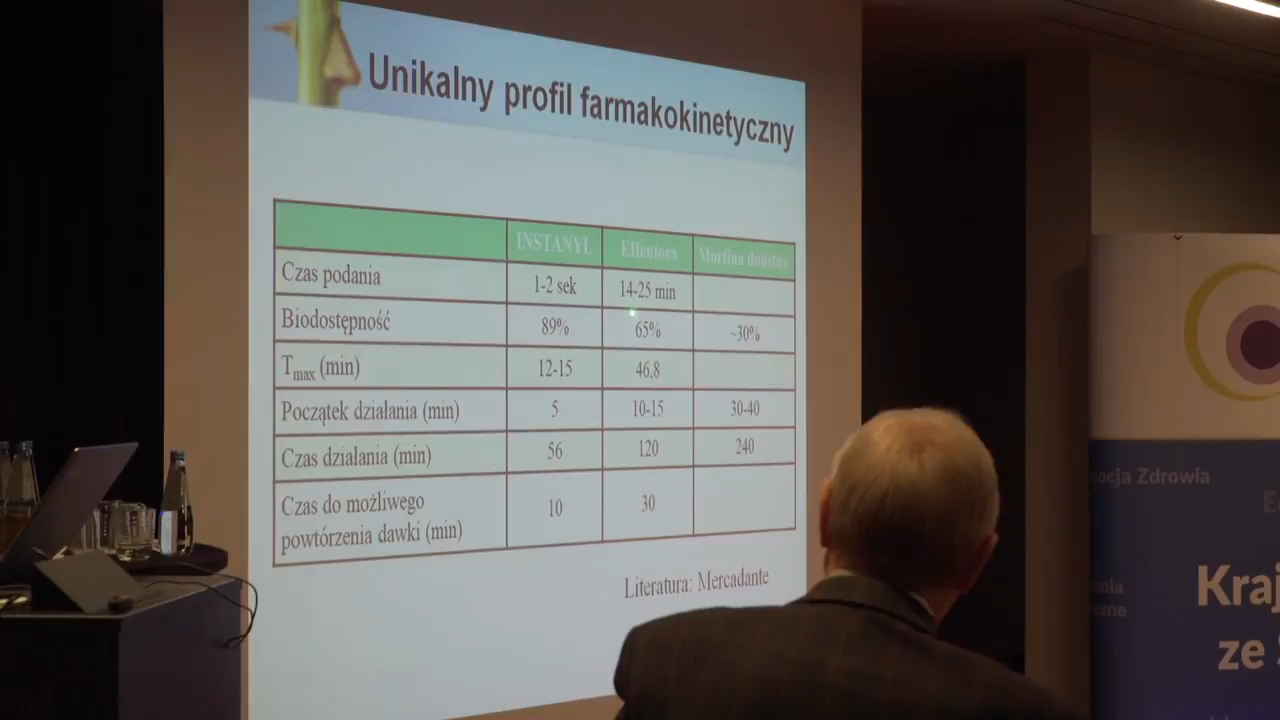 Unikalny profil farmakokinetyczny
INSTANYL Effentora Morfina doustna
Czas podania 1-2 sek 14-25 min
Biodostępność 89% 65% ~30%
Tmax (min) 12-15 46,8
Początek działania (min) 5 10-15 30-40
Czas działania (min) 56 120 240
Czas do możliwego
powtórzenia dawki (min) 10 30
Literatura: Mercadante
ocja Zdrowia
Kraj
ze